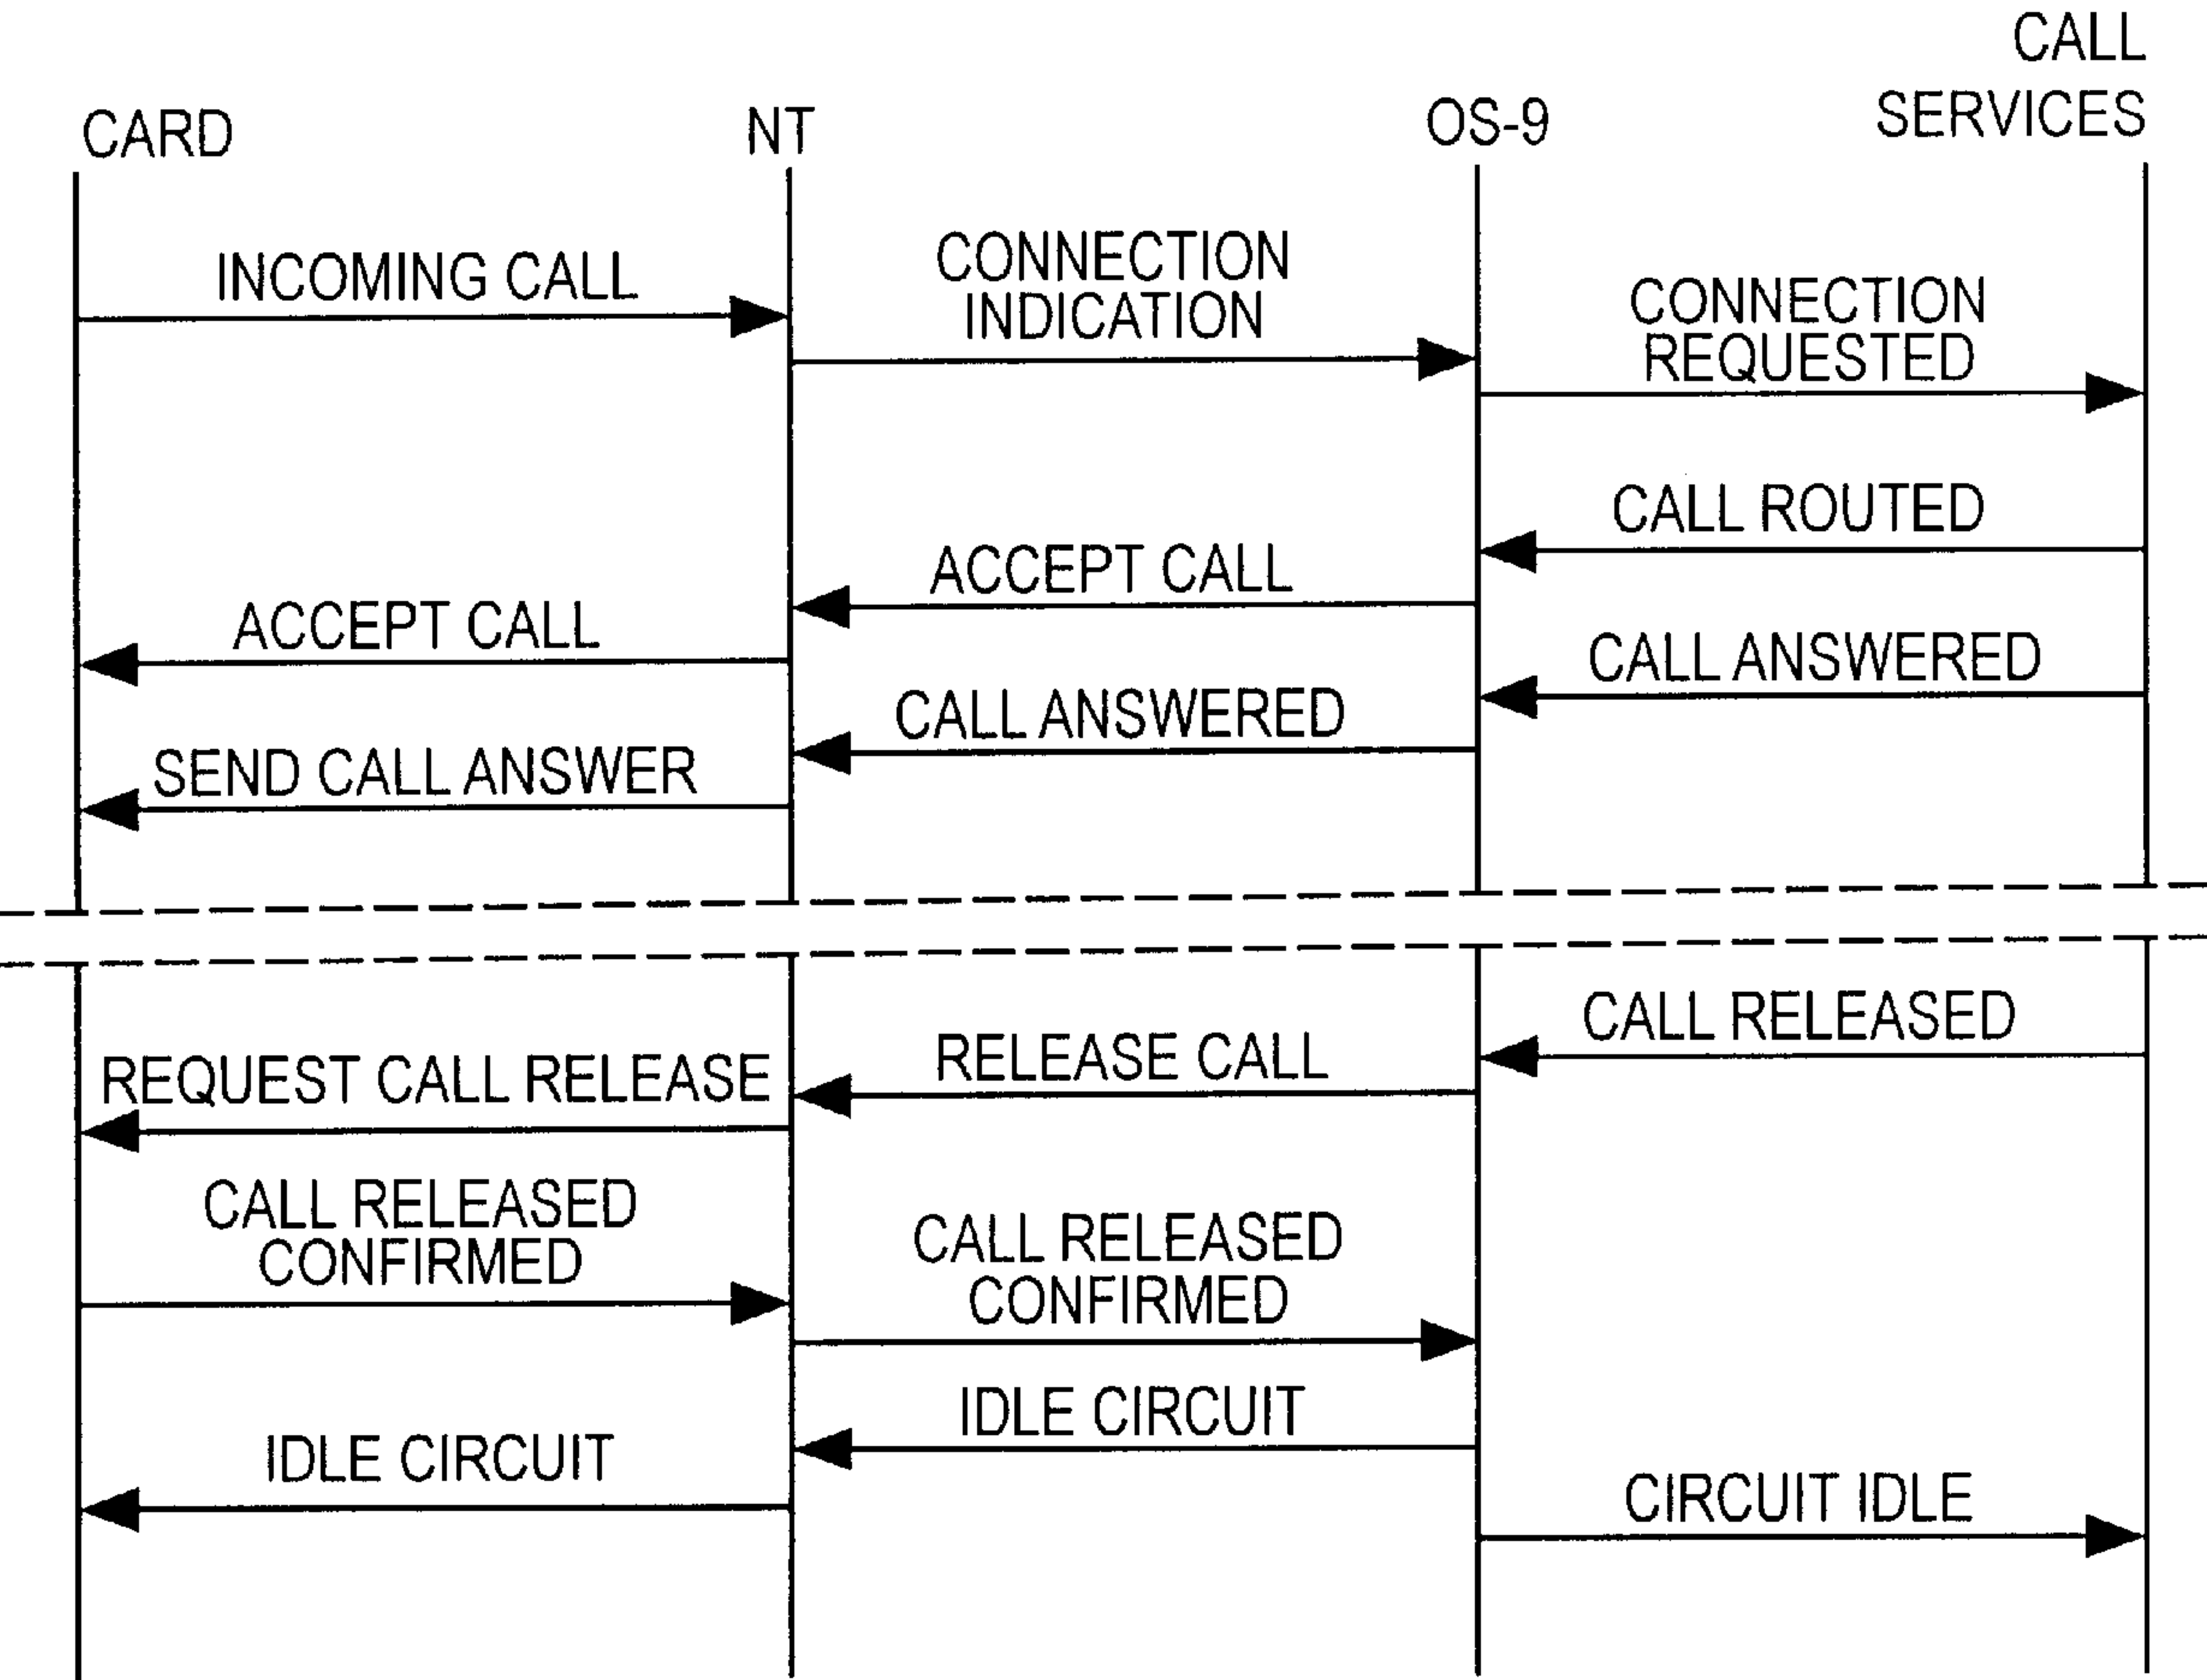 CALL
SERVICES
CARD
NT
OS-9
INCOMING CALL
CONNECTION
INDICATION
CONNECTION
REQUESTED
CALL ROUTED
ACCEPT CALL
ACCEPT CALL
CALL ANSWERED
CALL ANSWERED
SEND CALL ANSWER
CALL RELEASED
RELEASE CALL
REQUEST CALL RELEASE
CALL RELEASED
CONFIRMED
CALL RELEASED
CONFIRMED
IDLE CIRCUIT
IDLE CIRCUIT
CIRCUIT IDLE